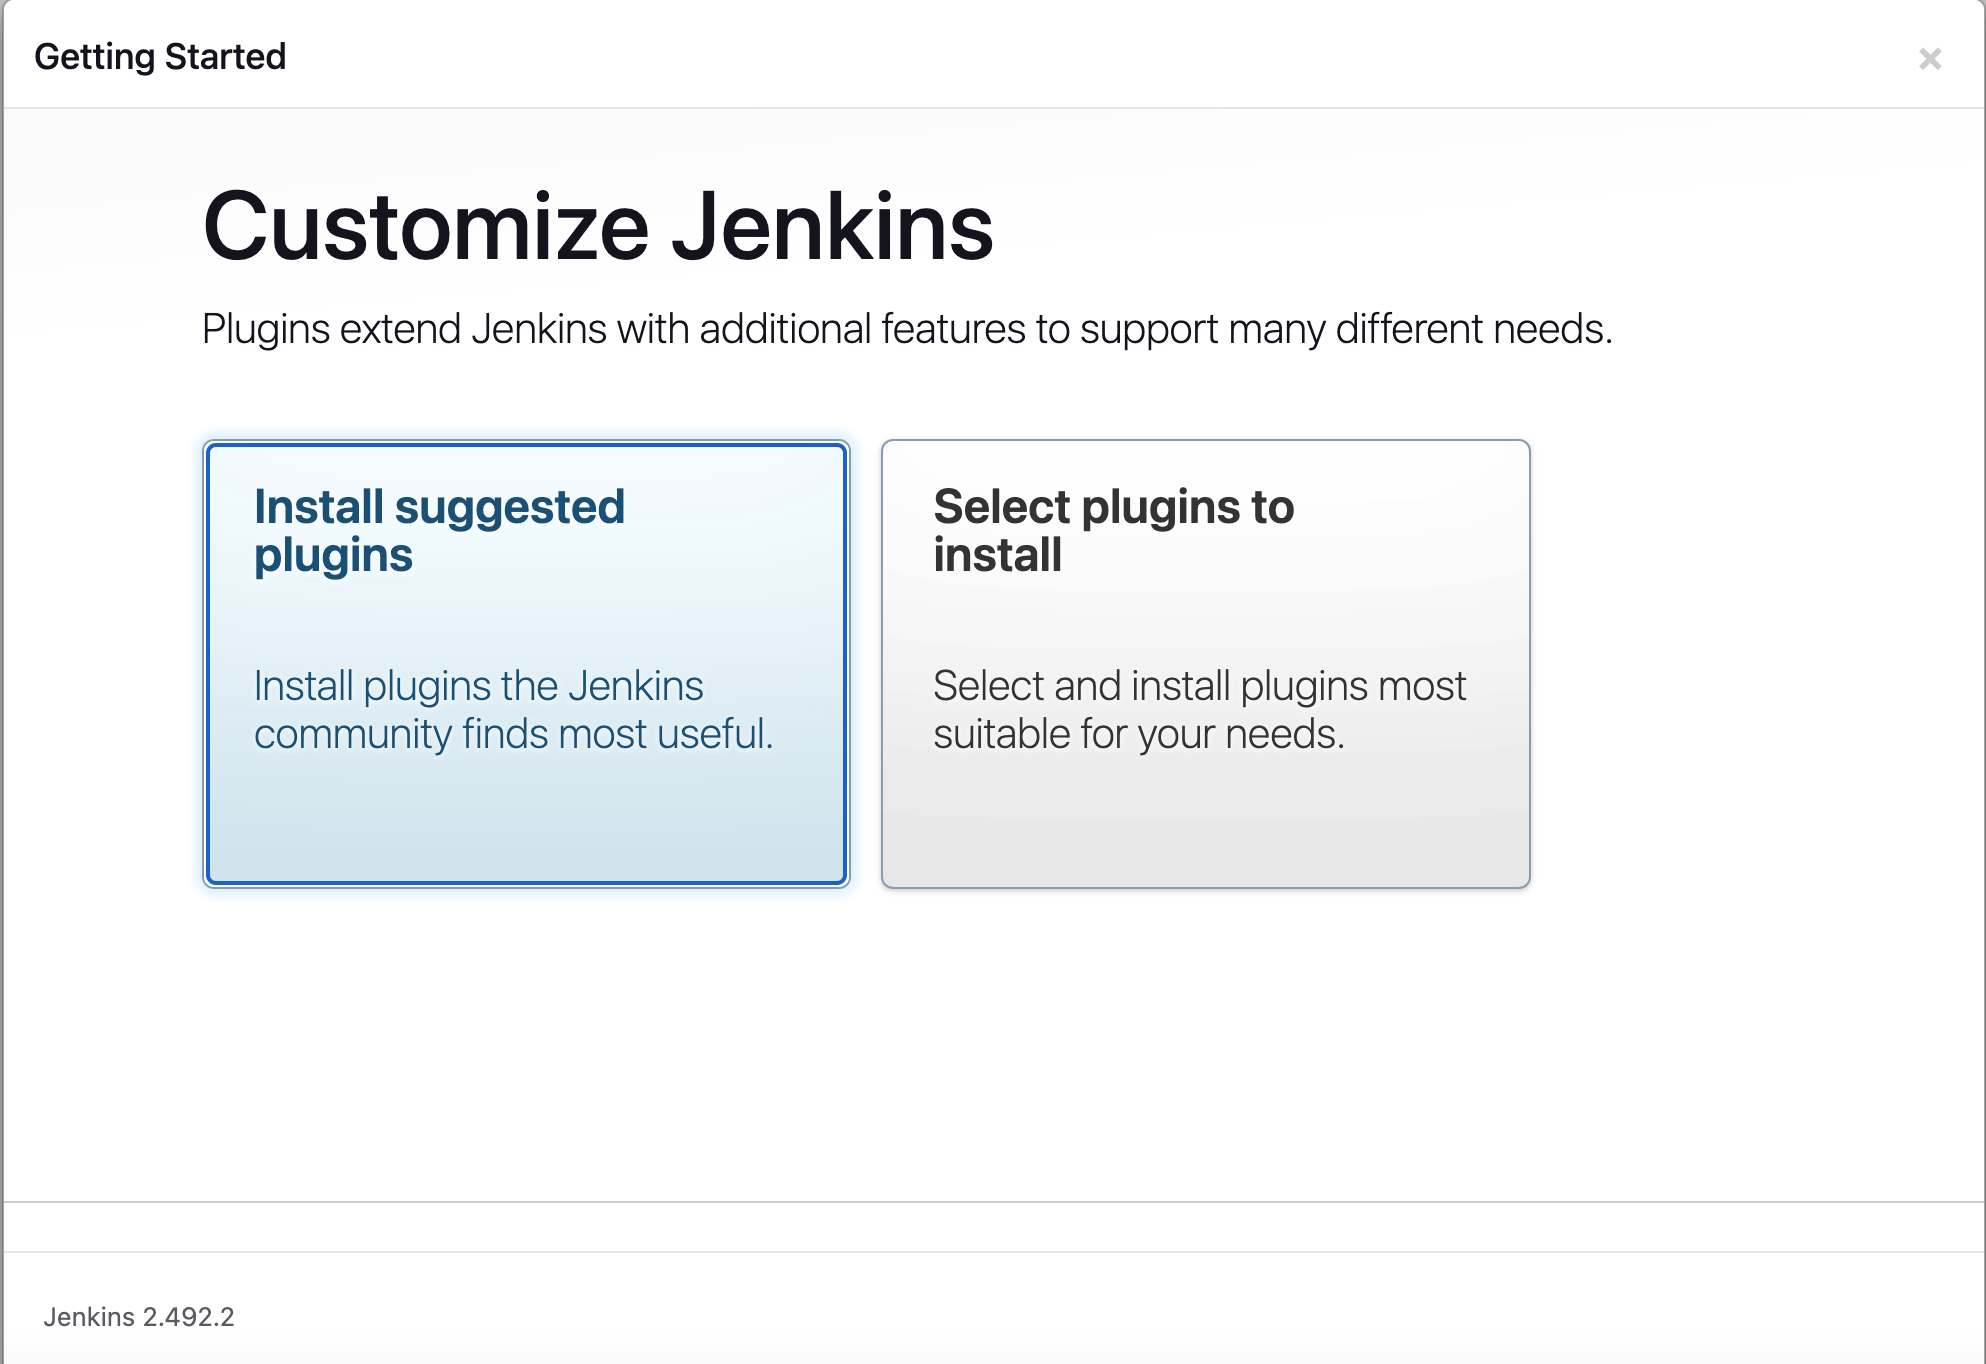 Getting Started
Customize Jenkins
Plugins extend Jenkins with additional features to support many different needs.
Install suggested
plugins
Install plugins the Jenkins
community finds most useful.
Select plugins to
install
Select and install plugins most
suitable for your needs.
Jenkins 2.492.2